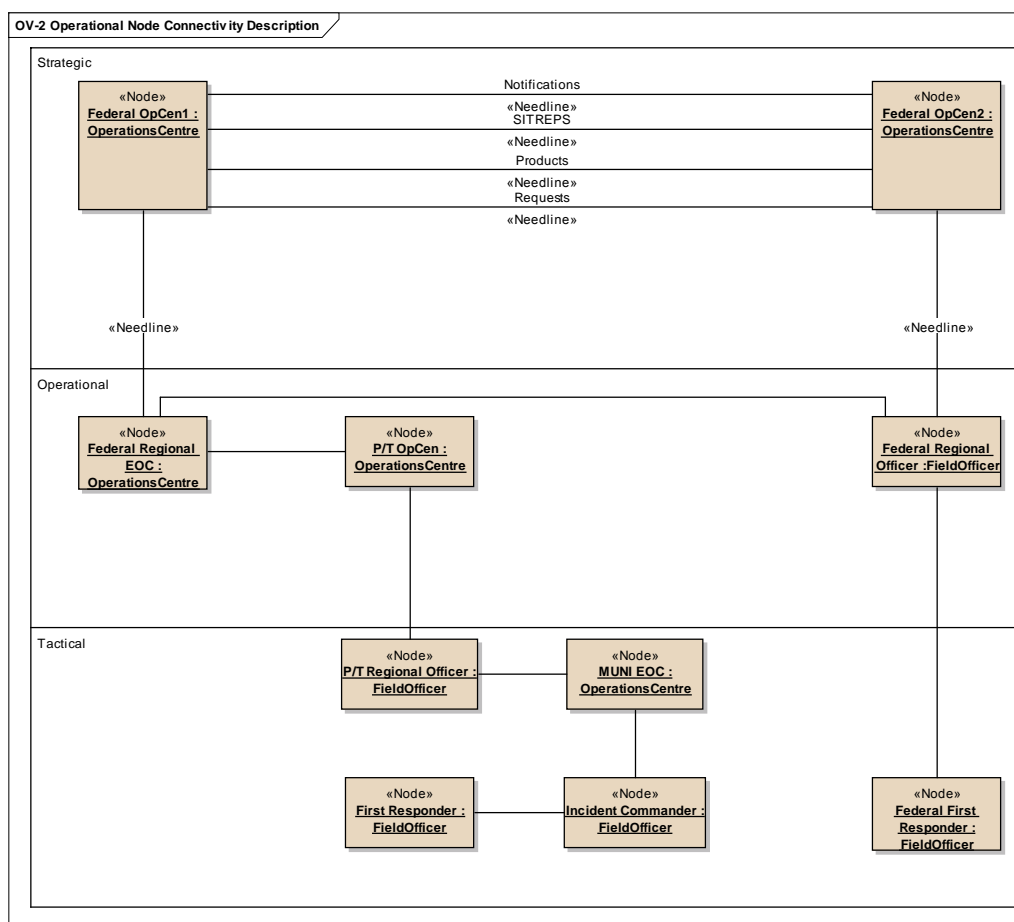 OV-2 Operational Node Connectivity Description
Strategic
«Node»
Federal OpCen1 :
OperationsCentre
Notifications
«Needline»
SITREPS
«Needline»
Products
«Needline»
Requests
«Needline»
«Node»
Federal OpCen2 :
OperationsCentre
«Needline»
«Needline»
Operational
«Node»
Federal Regional
EOC :
OperationsCentre
«Node»
P/T OpCen :
OperationsCentre
«Node»
Federal Regional
Officer :FieldOfficer
Tactical
«Node»
P/T Regional Officer :
FieldOfficer
«Node»
MUNI EOC :
OperationsCentre
«Node»
First Responder :
FieldOfficer
«Node»
Incident Commander :
FieldOfficer
«Node»
Federal First
Responder :
FieldOfficer